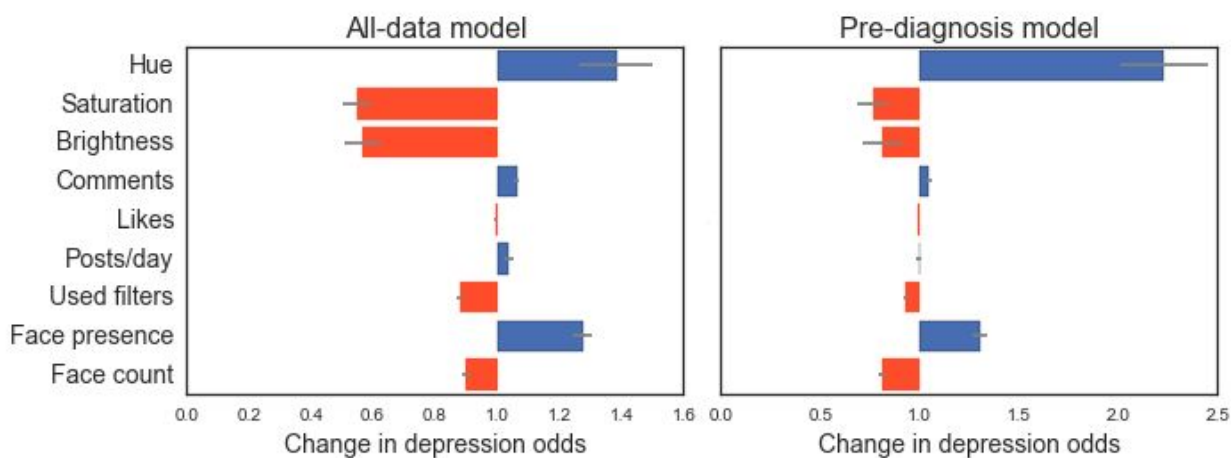 All-data model
Pre-diagnosis model
Hue
Saturation
Brightness
Comments
Likes
Posts/day
Used filters
Face presence
Face count
0.0 0.2 0.4 0.6 0.8 1.0 1.2 1.4 1.6
0.0 0.5 1.0 1.5 2.0 2.5
Change in depression odds
Change in depression odds